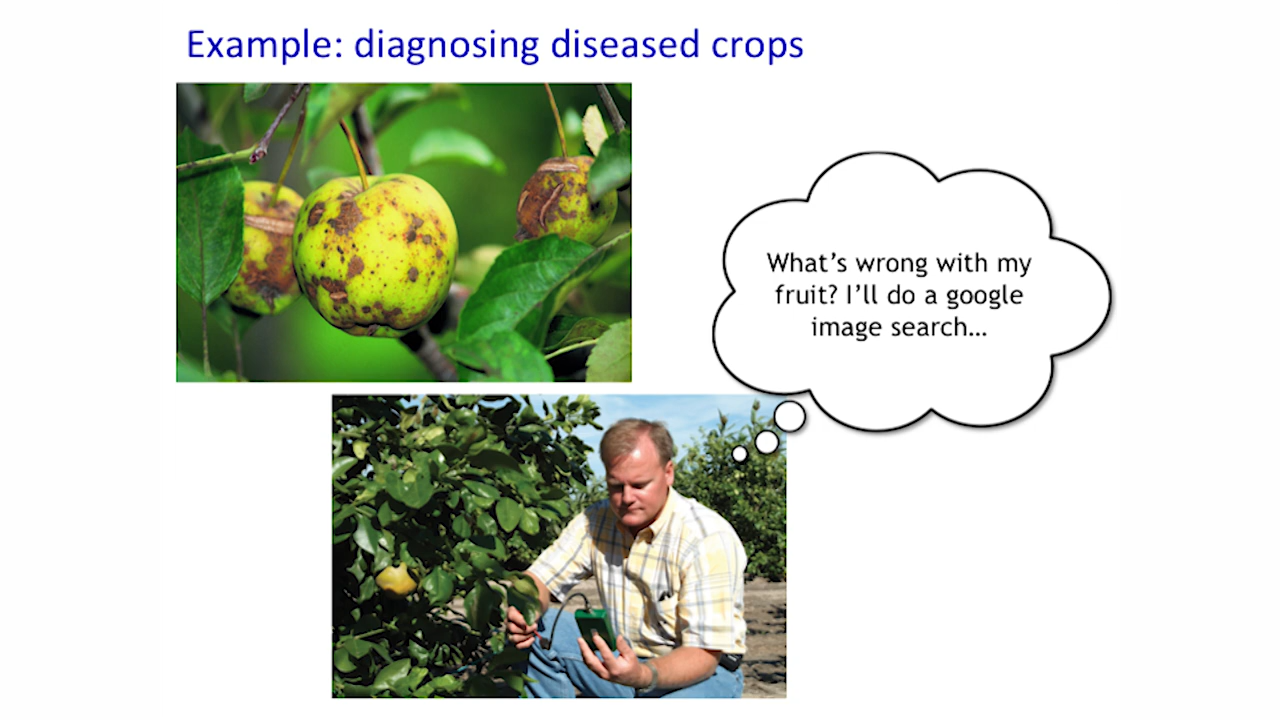 Example: diagnosing diseased crops
What’s wrong with my
fruit? I’ll do a google
image search…